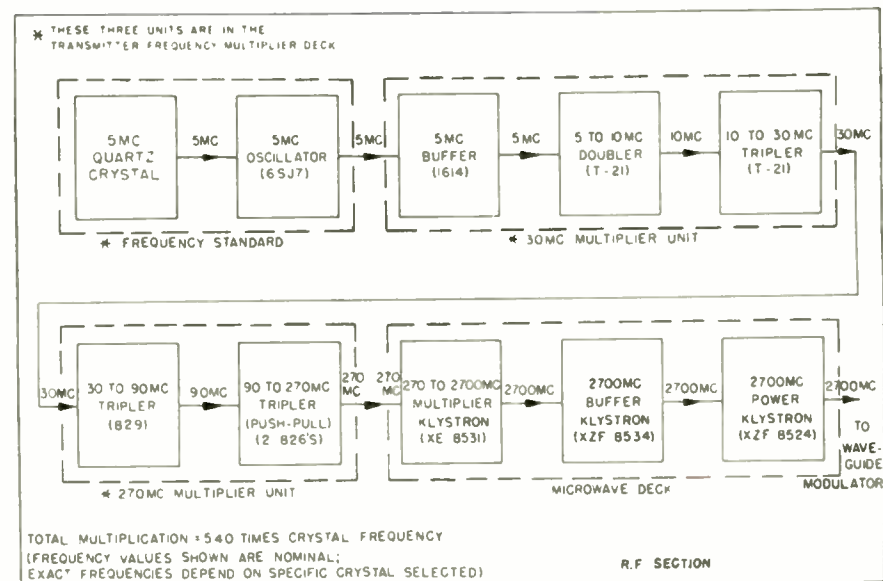 * THESE THREE UNITS ARE IN THE
TRANSMITTER FREQUENCY MULTIPLIER DECK
5MC
QUARTZ
CRYSTAL
5MC
5MC
OSCILLATOR
(6SJ7)
5MC
5MC
BUFFER
(1614)
5MC
5 TO 10MC
DOUBLER
(T-21)
10MC
10 TO 30MC
TRIPLER
(T-21)
30MC
* FREQUENCY STANDARD
* 30MC MULTIPLIER UNIT
30MC
30 TO 90MC
TRIPLER
(829)
90MC
90 TO 270MC
TRIPLER
(PUSH-PULL)
(2 826'S)
270
MC
270
MC
270 TO 2700MC
MULTIPLIER
KLYSTRON
(XE 8531)
2700MC
2700MC
BUFFER
KLYSTRON
(XZF 8534)
2700MC
2700MC
POWER
KLYSTRON
(XZF 8524)
2700MC
TO
WAVE-
GUIDE
MODULATOR
* 270MC MULTIPLIER UNIT
MICROWAVE DECK
TOTAL MULTIPLICATION = 540 TIMES CRYSTAL FREQUENCY
(FREQUENCY VALUES SHOWN ARE NOMINAL;
EXACT FREQUENCIES DEPEND ON SPECIFIC CRYSTAL SELECTED)
R.F SECTION